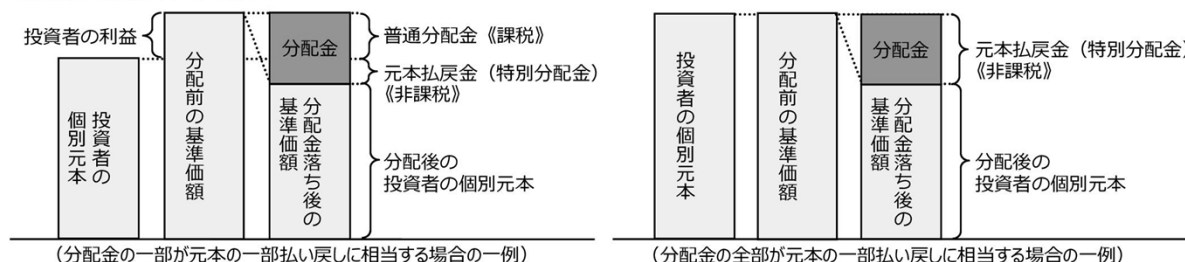 投資者の利益
投資者の
個別元本
分配前の基準価額
分配金
分配金落ち後の
基準価額
普通分配金《課税》
元本払戻金（特別分配金）
《非課税》
分配後の
投資者の個別元本
（分配金の一部が元本の一部払い戻しに相当する場合の一例）
投資者の個別元本
分配前の基準価額
分配金
分配金落ち後の
基準価額
元本払戻金（特別分配金）
《非課税》
分配後の
投資者の個別元本
（分配金の全部が元本の一部払い戻しに相当する場合の一例）